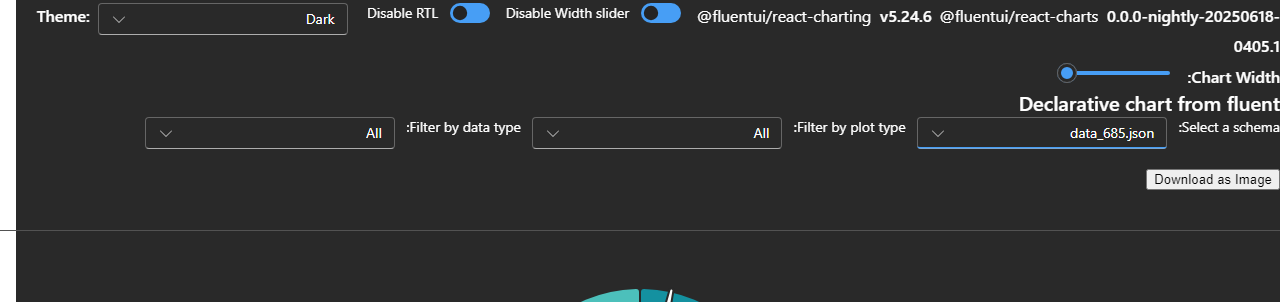 Theme: Dark Disable RTL Disable Width slider @fluentui/react-charting v5.24.6 @fluentui/react-charts 0.0.0-nightly-20250618-
0405.1
:Chart Width
Declarative chart from fluent
:Select a schema data_685.json :Filter by plot type All :Filter by data type All
Download as Image